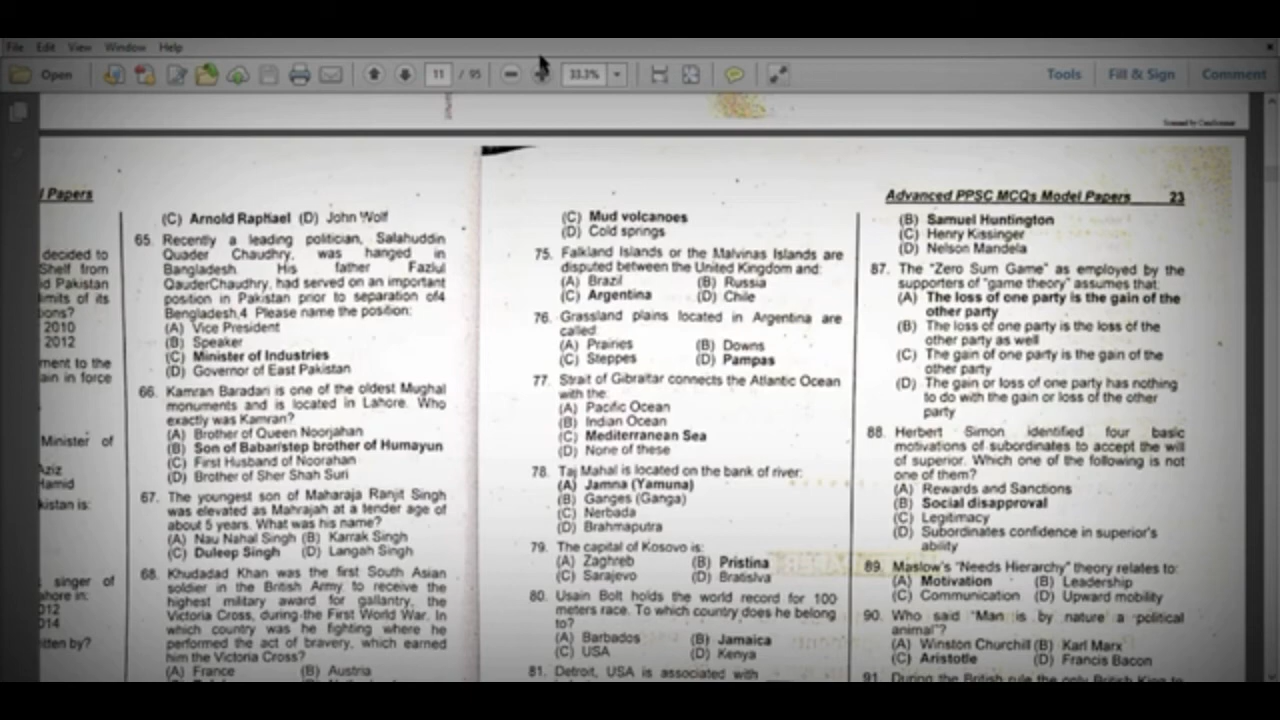 File Edit View Window Help
Open 11 / 95 33.3% Tools Fill & Sign Comment
l Papers
decided to
Shelf from
id Pakistan
limits of its
ions?
2010
2012
ment to the
ain in force
Minister of
Aziz
Hamid
kistan is:
singer of
ahore in:
012
014
itten by?
(C) Arnold Raphael (D) John Wolf
65. Recently a leading politician, Salahuddin
Quader Chaudhry, was hanged in
Bangladesh. His father Fazlul
QauderChaudhry, had served on an important
position in Pakistan prior to separation of4
Bengladesh,4 Please name the position:
(A) Vice President
(B) Speaker
(C) Minister of Industries
(D) Governor of East Pakistan
66. Kamran Baradari is one of the oldest Mughal
monuments and is located in Lahore. Who
exactly was Kamran?
(A) Brother of Queen Noorjahan
(B) Son of Babar/step brother of Humayun
(C) First Husband of Noorahan
(D) Brother of Sher Shah Suri
67. The youngest son of Maharaja Ranjit Singh
was elevated as Mahrajah at a tender age of
about 5 years. What was his name?
(A) Nau Nahal Singh (B) Karrak Singh
(C) Duleep Singh (D) Langah Singh
68. Khudadad Khan was the first South Asian
soldier in the British Army to receive the
highest military award for gallantry, the
Victoria Cross, during the First World War. In
which country was he fighting where he
performed the act of bravery, which earned
him the Victoria Cross?
(A) France (B) Austria
(C) Mud volcanoes
(D) Cold springs
75. Falkland Islands or the Malvinas Islands are
disputed between the United Kingdom and:
(A) Brazil (B) Russia
(C) Argentina (D) Chile
76. Grassland plains located in Argentina are
called:
(A) Prairies (B) Downs
(C) Steppes (D) Pampas
77. Strait of Gibraltar connects the Atlantic Ocean
with the:
(A) Pacific Ocean
(B) Indian Ocean
(C) Mediterranean Sea
(D) None of these
78. Taj Mahal is located on the bank of river:
(A) Jamna (Yamuna)
(B) Ganges (Ganga)
(C) Nerbada
(D) Brahmaputra
79. The capital of Kosovo is:
(A) Zaghreb (B) Pristina
(C) Sarajevo (D) Bratislva
80. Usain Bolt holds the world record for 100
meters race. To which country does he belong
to?
(A) Barbados (B) Jamaica
(C) USA (D) Kenya
81. Detroit, USA is associated with
Advanced PPSC MCQs Model Papers 23
(B) Samuel Huntington
(C) Henry Kissinger
(D) Nelson Mandela
87. The "Zero Sum Game" as employed by the
supporters of "game theory" assumes that:
(A) The loss of one party is the gain of the
other party
(B) The loss of one party is the loss of the
other party as well
(C) The gain of one party is the gain of the
other party
(D) The gain or loss of one party has nothing
to do with the gain or loss of the other
party
88. Herbert Simon identified four basic
motivations of subordinates to accept the will
of superior. Which one of the following is not
one of them?
(A) Rewards and Sanctions
(B) Social disapproval
(C) Legitimacy
(D) Subordinates confidence in superior's
ability
89. Maslow's "Needs Hierarchy" theory relates to:
(A) Motivation (B) Leadership
(C) Communication (D) Upward mobility
90. Who said "Man is by nature a political
animal"?
(A) Winston Churchill (B) Karl Marx
(C) Aristotle (D) Francis Bacon
91. During the British rule the only British King to